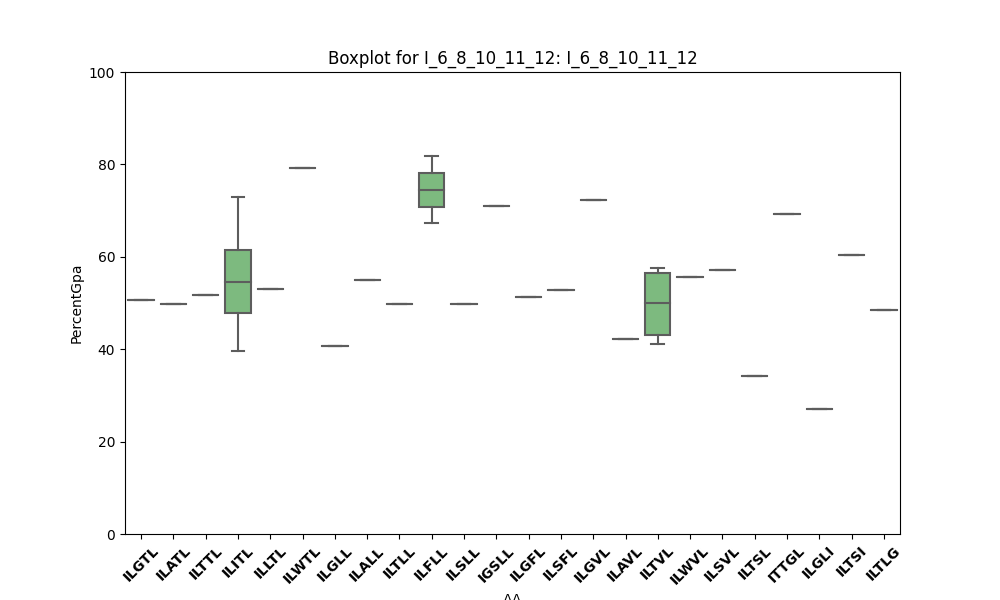 Boxplot for I_6_8_10_11_12: I_6_8_10_11_12
100
80
60
40
20
0
PercentGpa
ILGTL
ILATL
ILTTL
ILITL
ILLTL
ILWTL
ILGLL
ILALL
ILTLL
ILFLL
ILSLL
IGSLL
ILGFL
ILSFL
ILGVL
ILAVL
ILTVL
ILWVL
ILSVL
ILTSL
ITTGL
ILGLI
ILTSI
ILTLG
AA